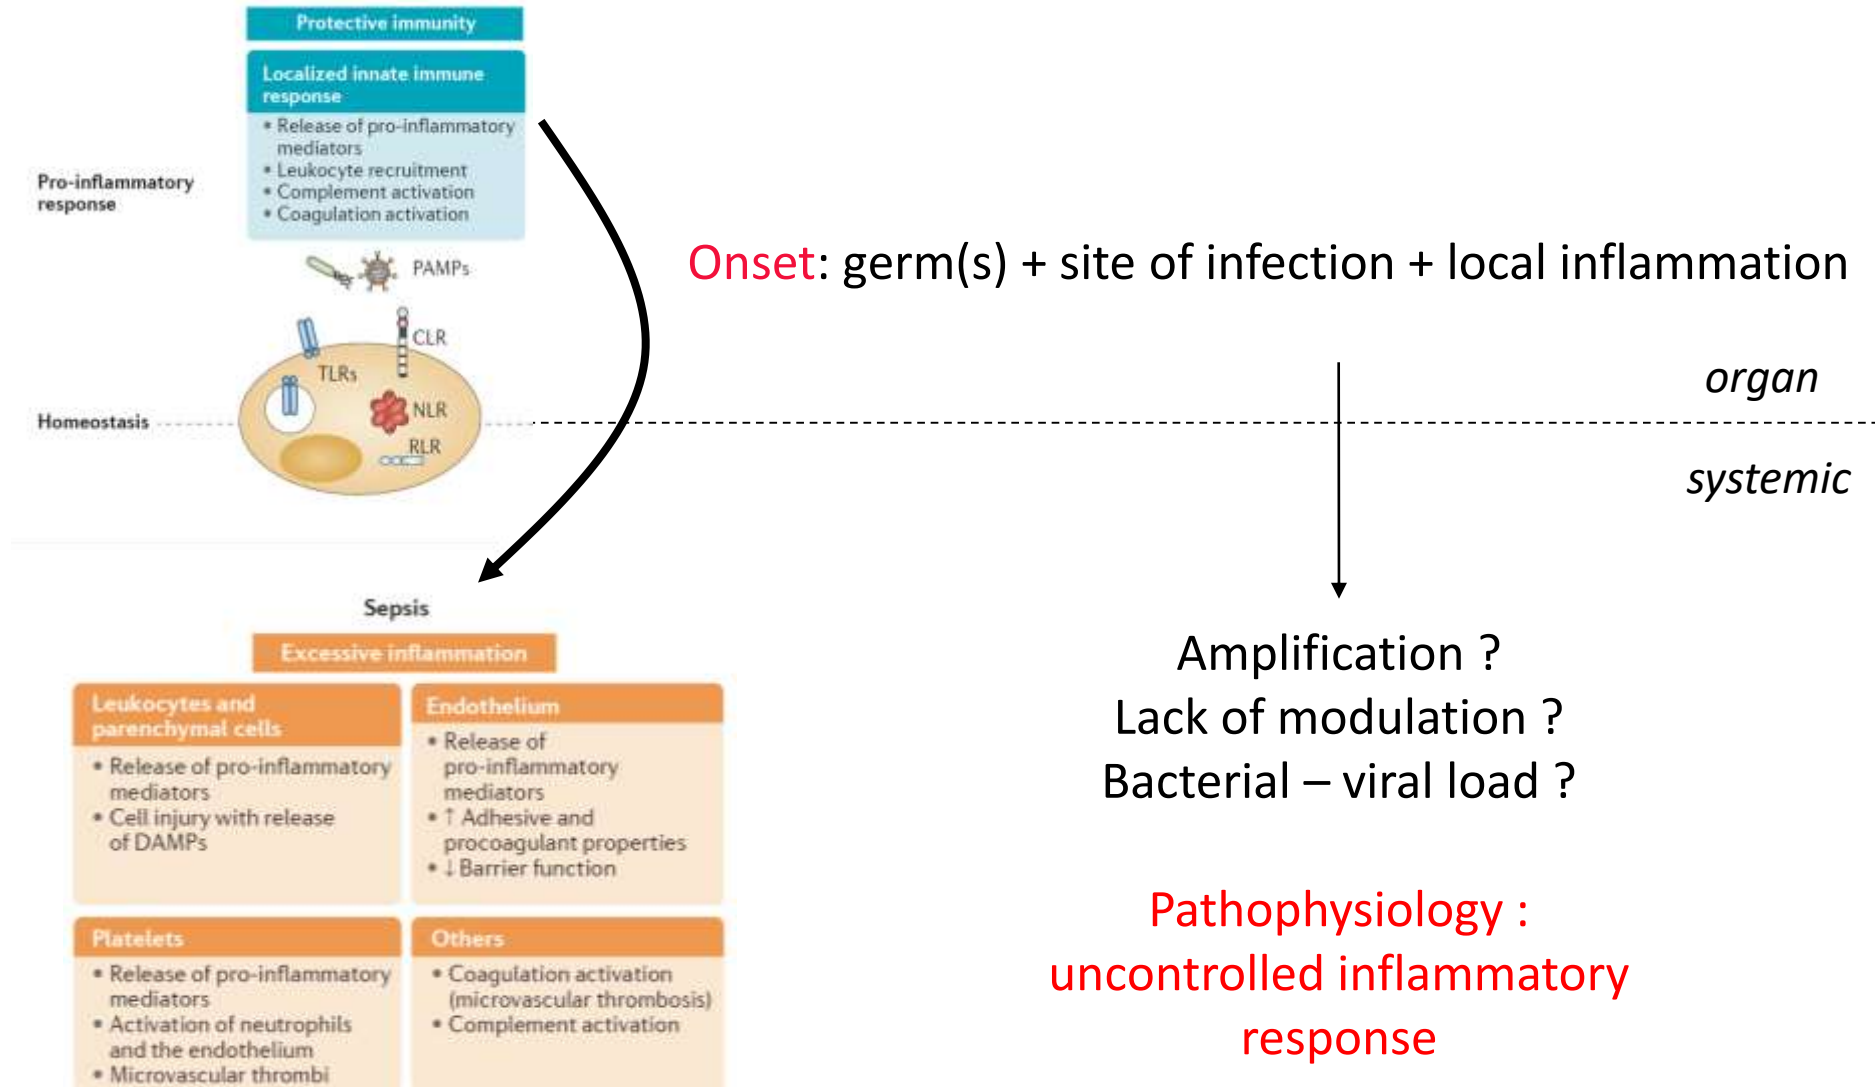 Protective immunity
Localized innate immune
response
• Release of pro-inflammatory
mediators
• Leukocyte recruitment
• Complement activation
• Coagulation activation
Pro-inflammatory
response
PAMPs
CLR
TLRs
NLR
RLR
Homeostasis
Onset: germ(s) + site of infection + local inflammation
organ
systemic
Amplification ?
Lack of modulation ?
Bacterial – viral load ?
Pathophysiology :
uncontrolled inflammatory
response
Sepsis
Excessive inflammation
Leukocytes and
parenchymal cells
• Release of pro-inflammatory
mediators
• Cell injury with release
of DAMPs
Endothelium
• Release of
pro-inflammatory
mediators
• ↑ Adhesive and
procoagulant properties
• ↓ Barrier function
Platelets
• Release of pro-inflammatory
mediators
• Activation of neutrophils
and the endothelium
• Microvascular thrombi
Others
• Coagulation activation
(microvascular thrombosis)
• Complement activation